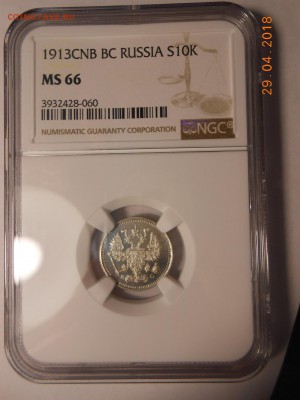 1913CNB BC RUSSIA S10K
MS 66
3932428-060
NUMISMATIC GUARANTY CORPORATION
NGC®
29.04.2018